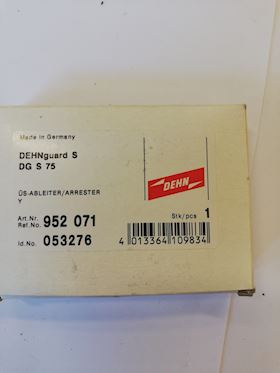 Made in Germany
DEHNguard S
DG S 75
DEHN
ÜS-ABLEITER/ARRESTER
Y
Stk/pcs 1
Art.Nr.
Ref.No. 952 071
Id.No. 053276
4 013364 109834